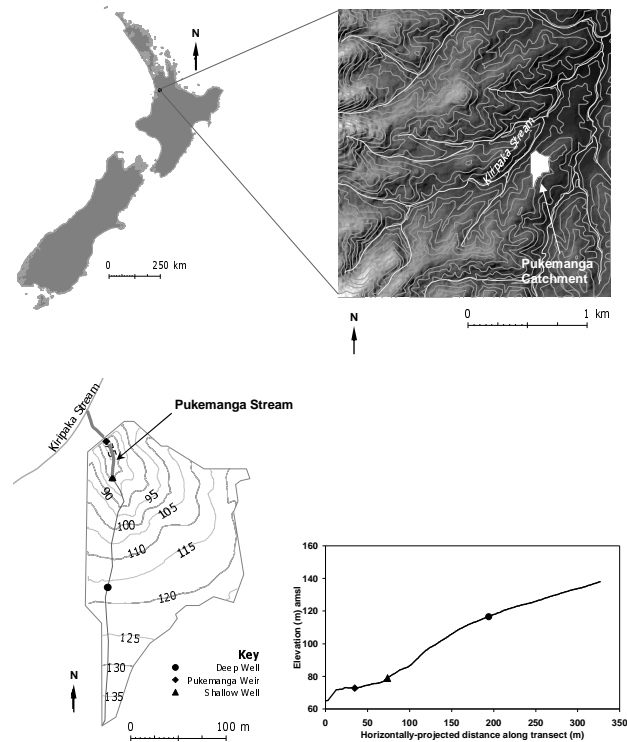 N
0 250 km
Kiripaka Stream
Pukemanga
Catchment
N
0 1 km
Kiripaka Stream
Pukemanga Stream
75
90
95
105
100
110
115
120
125
130
135
Key
Deep Well
Pukemanga Weir
Shallow Well
N
0 100 m
Elevation (m) amsl
160
140
120
100
80
60
0 50 100 150 200 250 300 350
Horizontally-projected distance along transect (m)